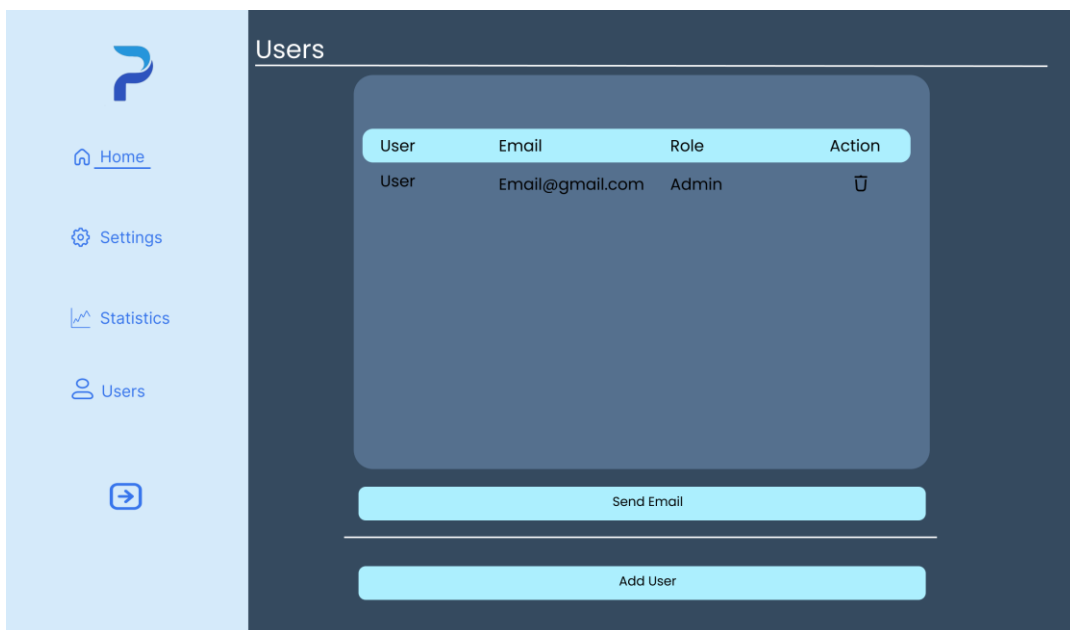 Users
Home
Settings
Statistics
Users
User Email Role Action
User Email@gmail.com Admin
Send Email
Add User